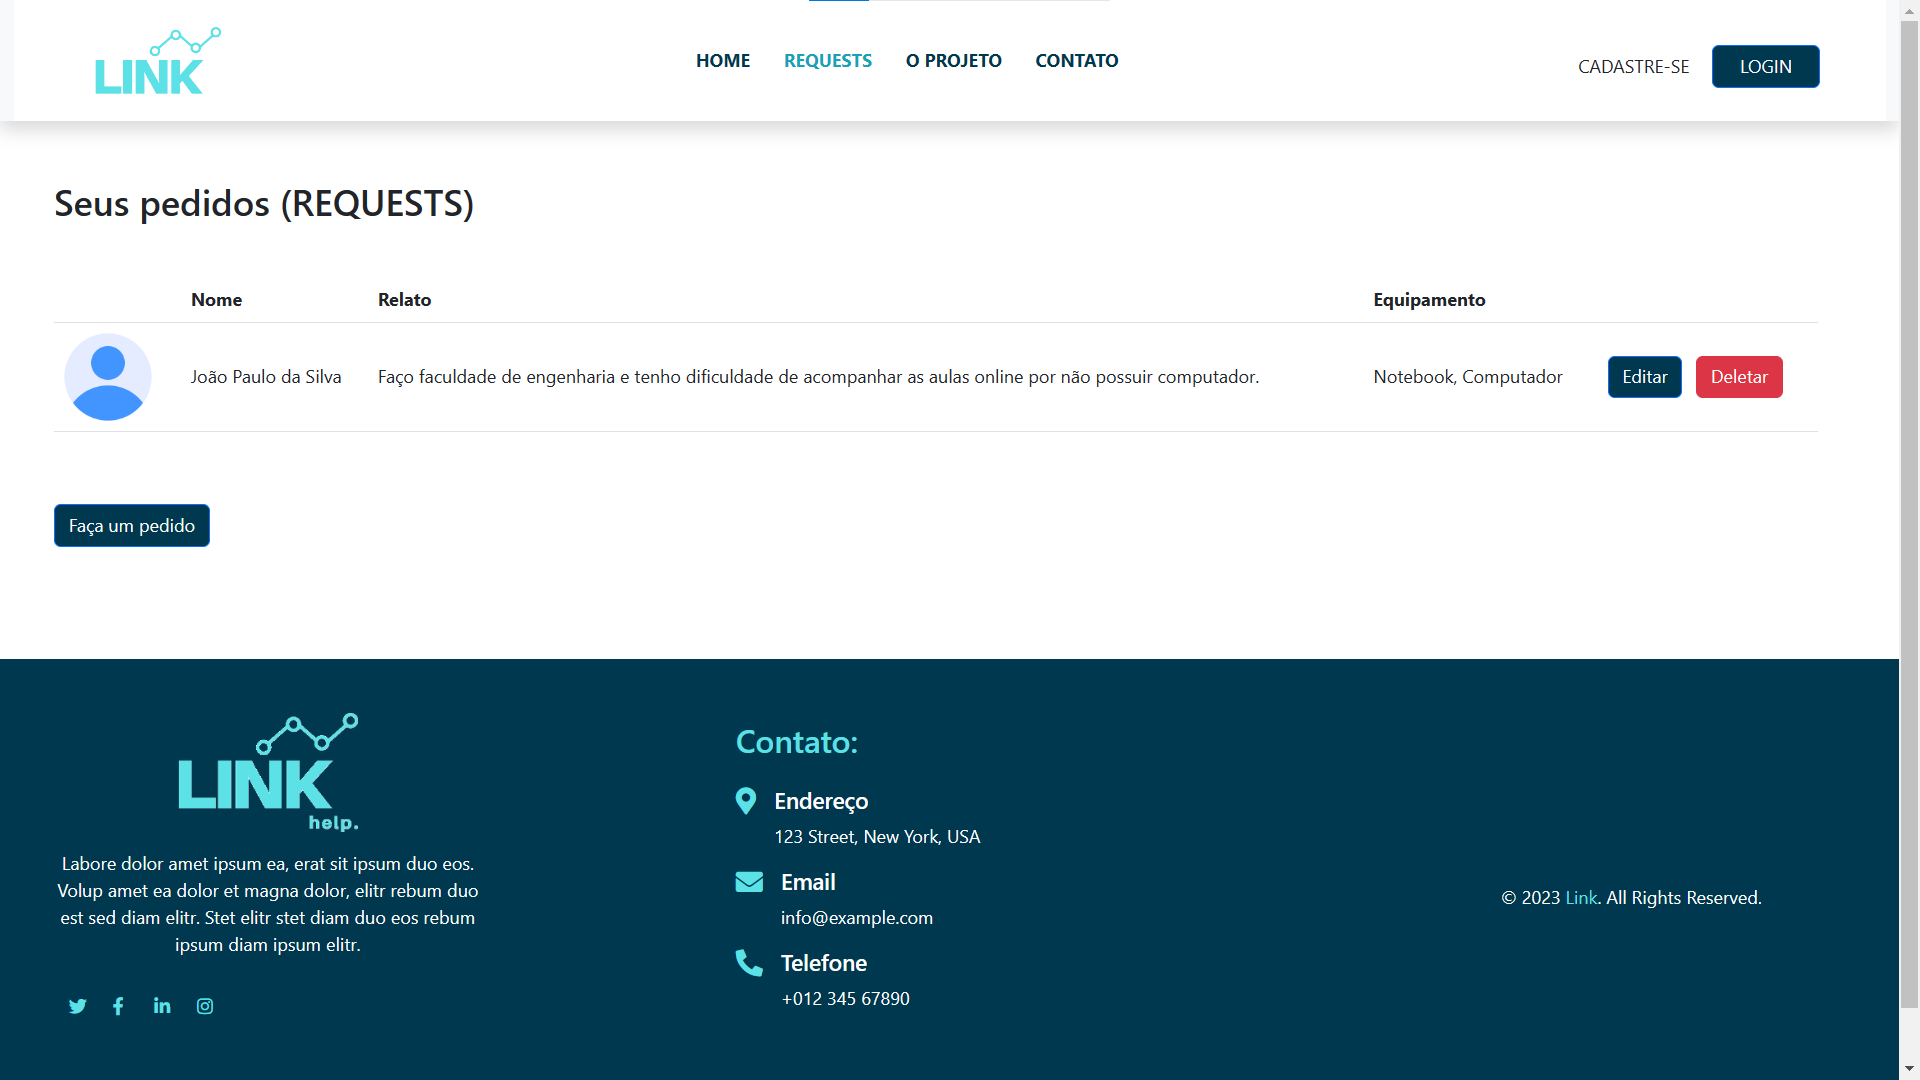 LINK
HOME REQUESTS O PROJETO CONTATO
CADASTRE-SE LOGIN
Seus pedidos (REQUESTS)
Nome Relato Equipamento
João Paulo da Silva Faço faculdade de engenharia e tenho dificuldade de acompanhar as aulas online por não possuir computador. Notebook, Computador Editar Deletar
Faça um pedido
LINK
help.
Labore dolor amet ipsum ea, erat sit ipsum duo eos.
Volup amet ea dolor et magna dolor, elitr rebum duo
est sed diam elitr. Stet elitr stet diam duo eos rebum
ipsum diam ipsum elitr.
Contato:
Endereço
123 Street, New York, USA
Email
info@example.com
Telefone
+012 345 67890
© 2023 Link. All Rights Reserved.